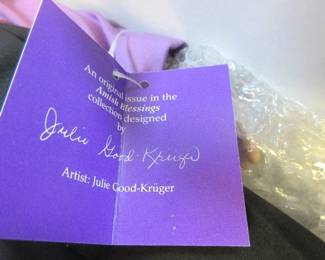 An original issue in the
Amish Blessings
collection designed
by
Julie Good-Krüger
Artist: Julie Good-Krüger